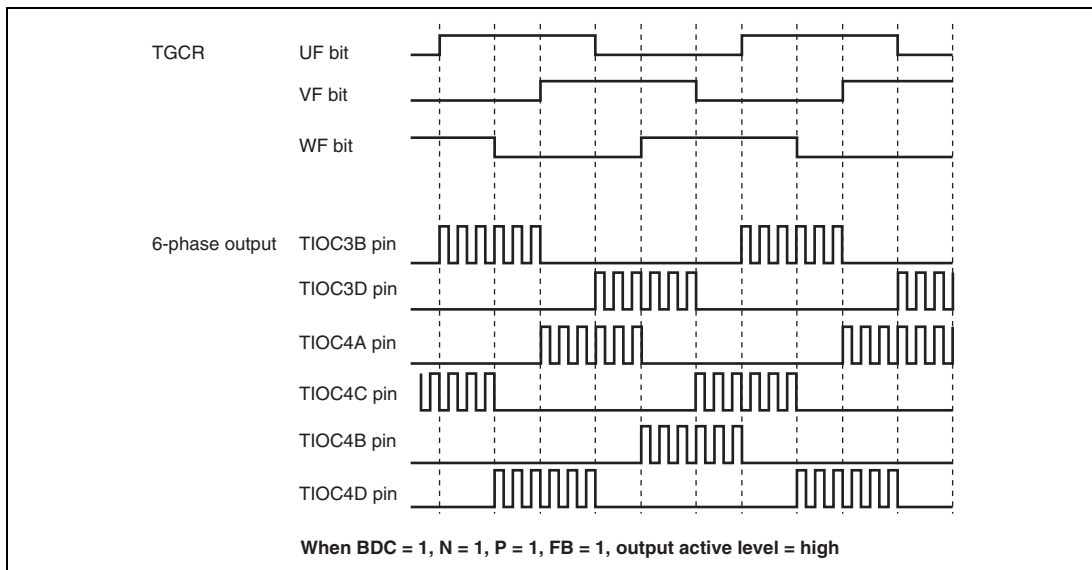 TGCR UF bit
VF bit
WF bit
6-phase output TIOC3B pin
TIOC3D pin
TIOC4A pin
TIOC4C pin
TIOC4B pin
TIOC4D pin
When BDC = 1, N = 1, P = 1, FB = 1, output active level = high